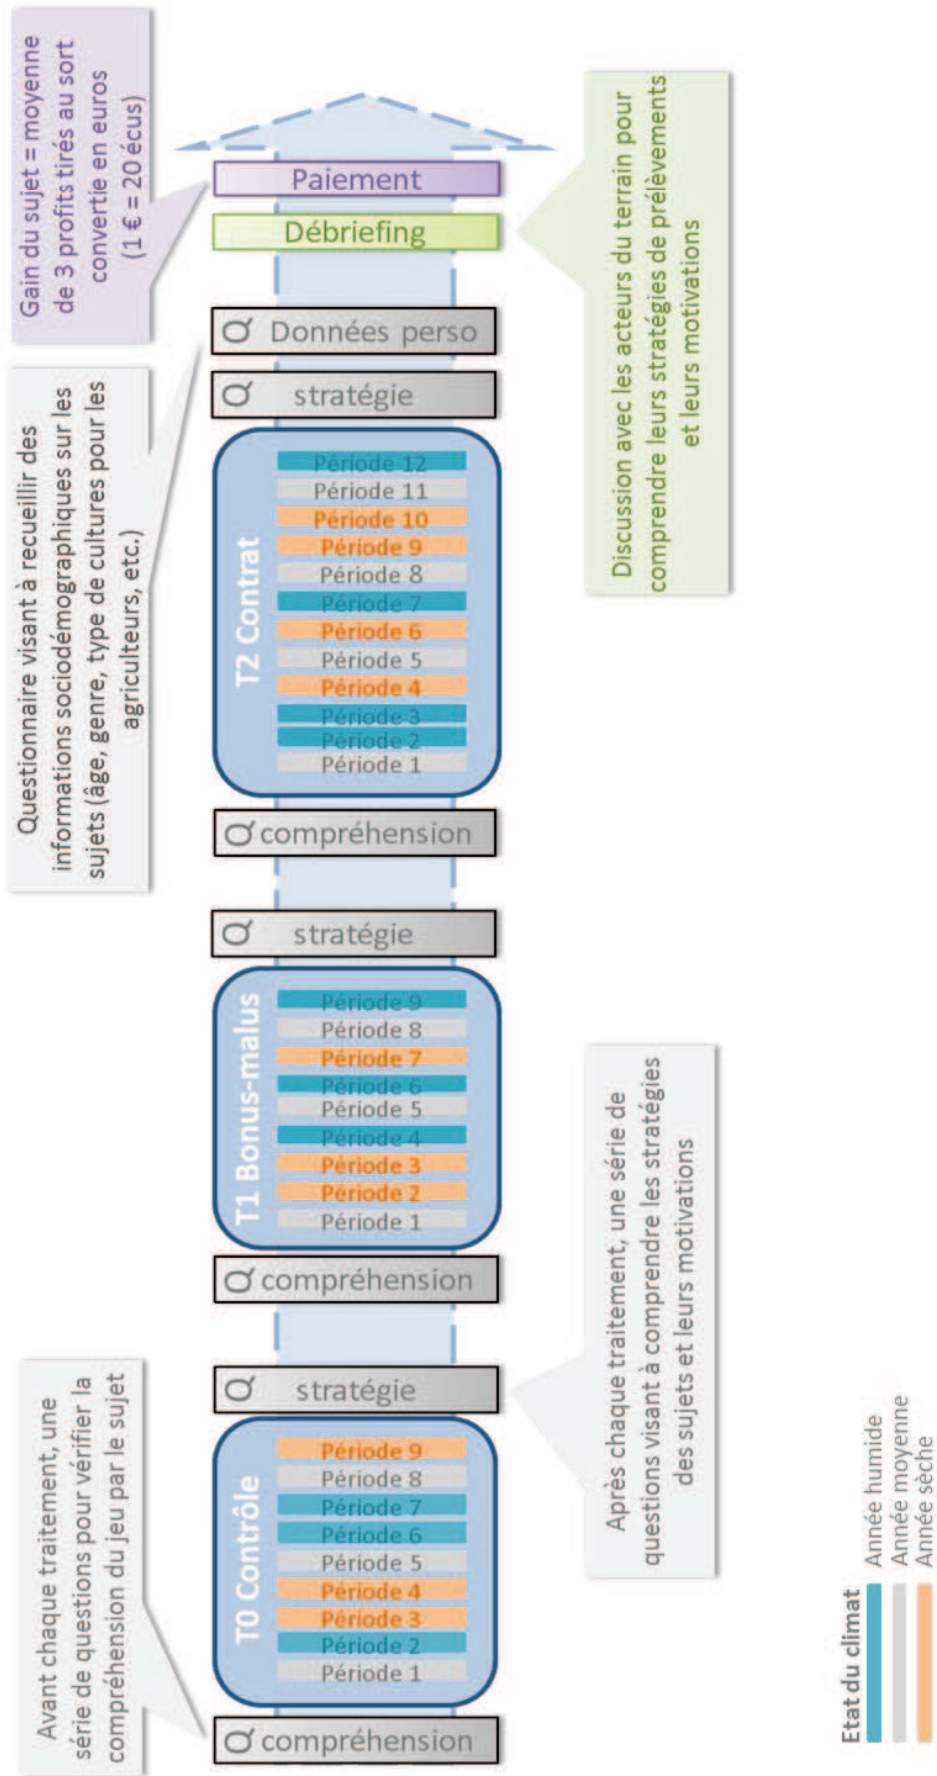 Avant chaque traitement, une
série de questions pour vérifier la
compréhension du jeu par le sujet
Questionnaire visant à recueillir des
informations sociodémographiques sur les
sujets (âge, genre, type de cultures pour les
agriculteurs, etc.)
Gain du sujet = moyenne
de 3 profits tirés au sort
convertie en euros
(1 € = 20 écus)
Q compréhension
T0 Contrôle
Période 1
Période 2
Période 3
Période 4
Période 5
Période 6
Période 7
Période 8
Période 9
Q stratégie
Q compréhension
T1 Bonus-malus
Période 1
Période 2
Période 3
Période 4
Période 5
Période 6
Période 7
Période 8
Période 9
Q stratégie
Q compréhension
T2 Contrat
Période 1
Période 2
Période 3
Période 4
Période 5
Période 6
Période 7
Période 8
Période 9
Période 10
Période 11
Période 12
Q stratégie
Q Données perso
Débriefing
Paiement
Après chaque traitement, une série de
questions visant à comprendre les stratégies
des sujets et leurs motivations
Discussion avec les acteurs du terrain pour
comprendre leurs stratégies de prélèvements
et leurs motivations
Etat du climat
Année humide
Année moyenne
Année sèche